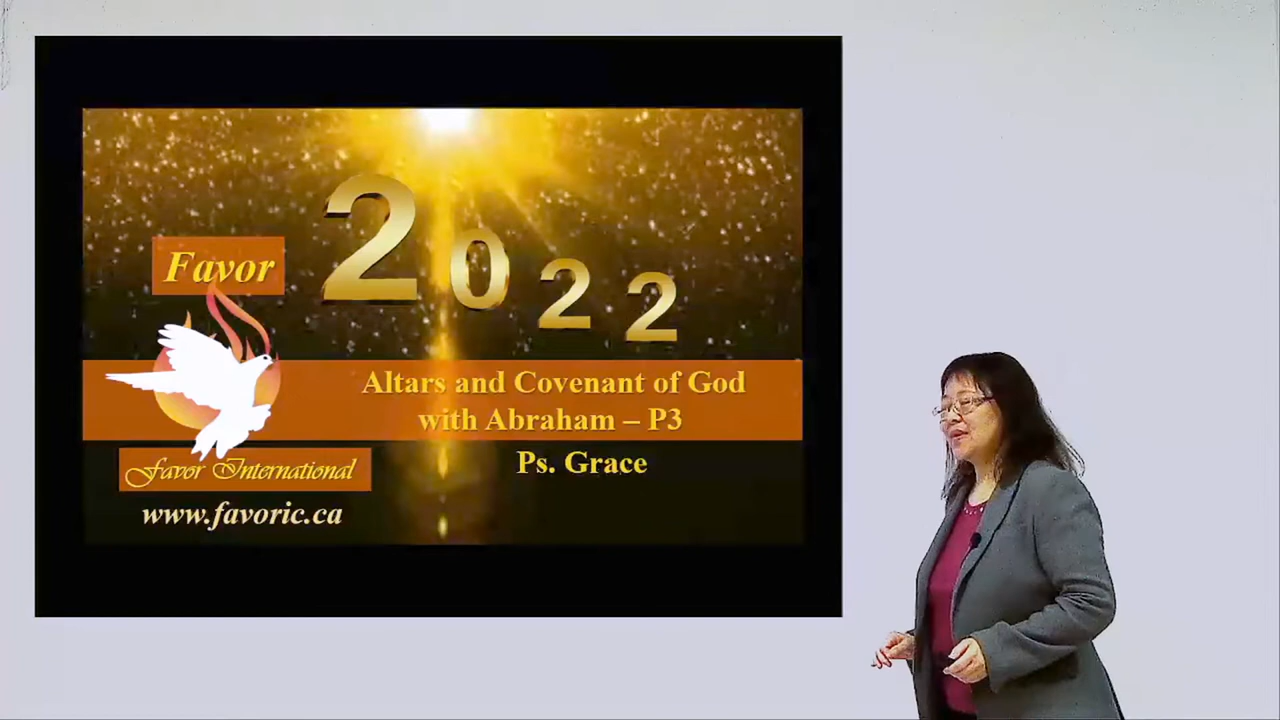 2022
Favor
Altars and Covenant of God
with Abraham – P3
Favor International
Ps. Grace
www.favoric.ca